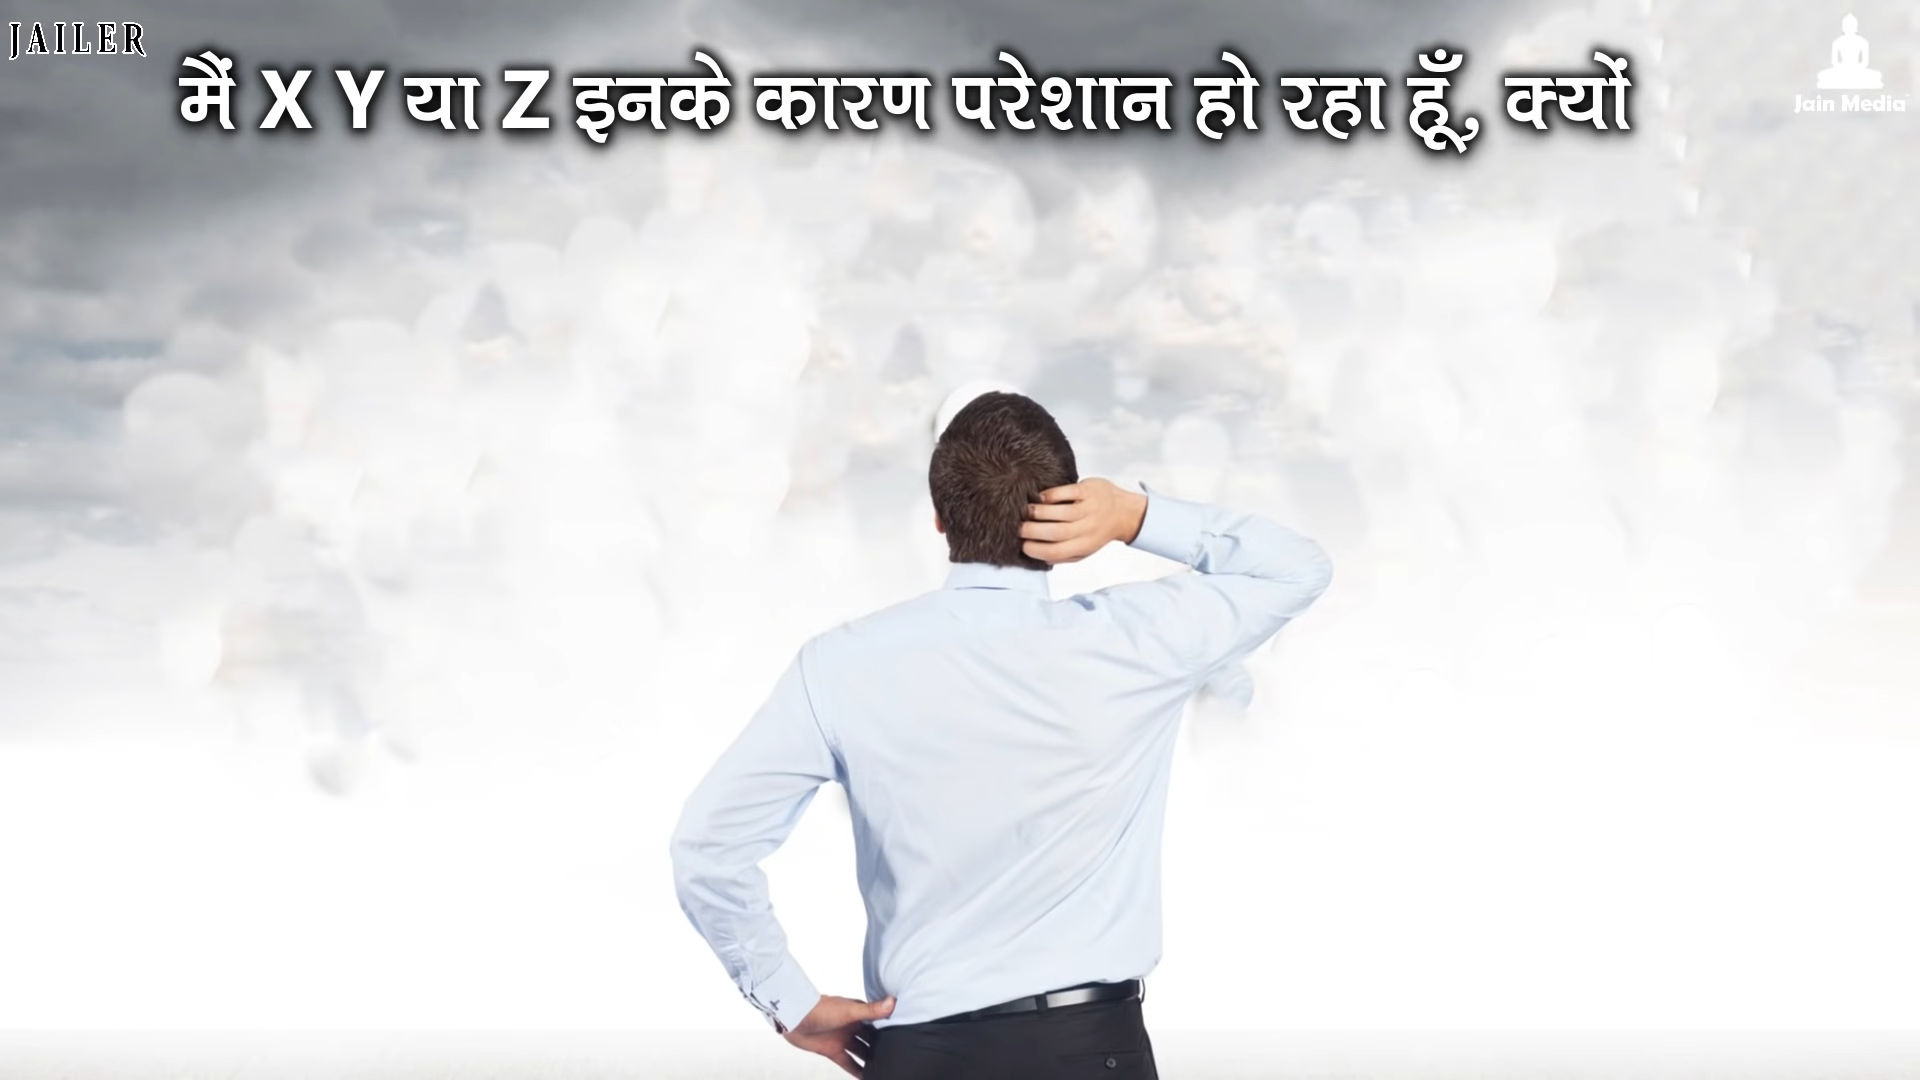 JAILER
मैं X Y या Z इनके कारण परेशान हो रहा हूँ, क्यों
Jain Media